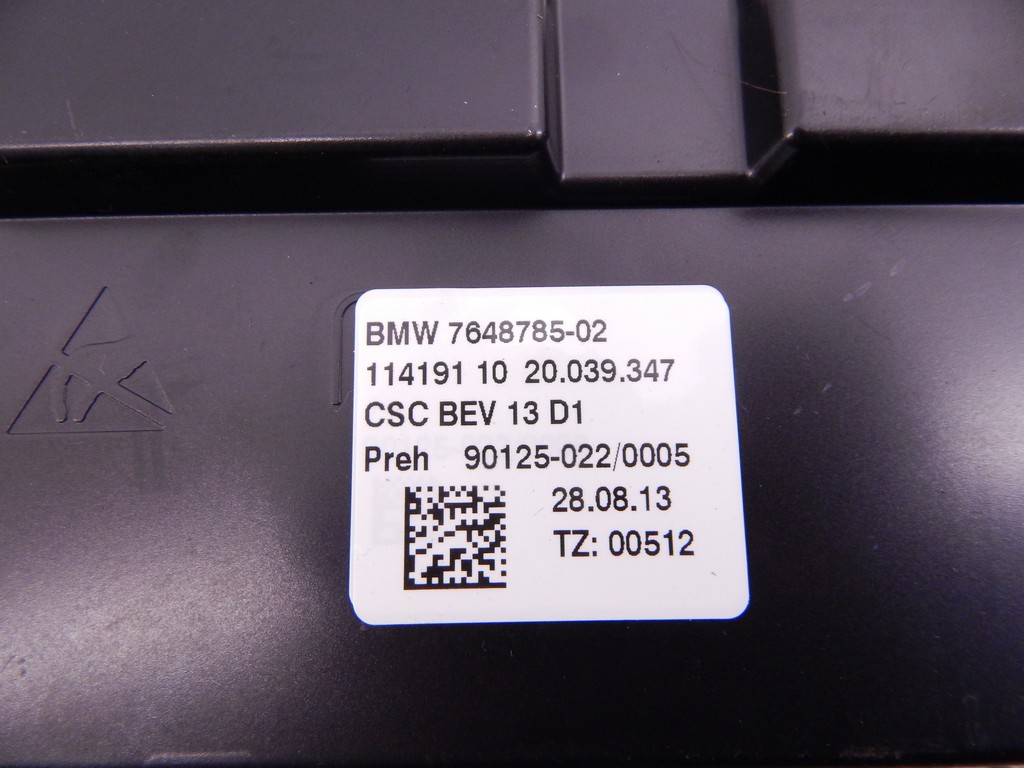 BMW 7648785-02
114191 10 20.039.347
CSC BEV 13 D1
Preh 90125-022/0005
28.08.13
TZ: 00512